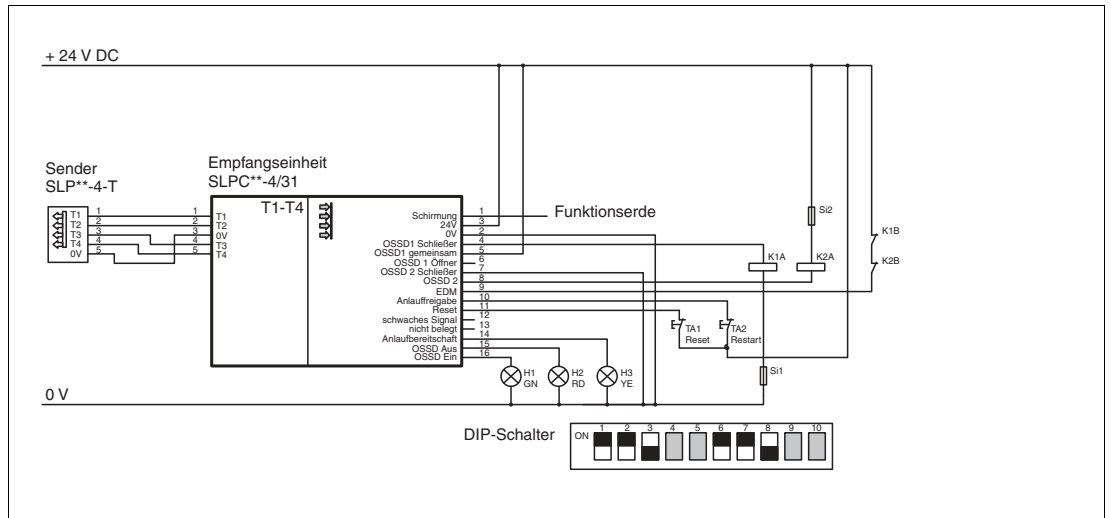 + 24 V DC
Sender
SLP**-4-T
T1 1
T2 2
T3 3
T4 4
0V 5
Empfangseinheit
SLPC**-4/31
T1-T4
1 T1
2 T2
3 0V
4 T3
5 T4
Schirmung 1
24V 3
0V 2
OSSD1 Schließer 4
OSSD1 gemeinsam 5
OSSD 1 Öffner 6
OSSD 2 Schließer 7
OSSD 2 8
EDM 9
Anlauffreigabe 10
Reset 11
schwaches Signal 12
nicht belegt 13
Anlaufbereitschaft 14
OSSD Aus 15
OSSD Ein 16
Funktionserde
Si2
K1B
K2B
K1A
K2A
TA1
Reset
TA2
Restart
Si1
H1
GN
H2
RD
H3
YE
0 V
DIP-Schalter
ON 1 2 3 4 5 6 7 8 9 10